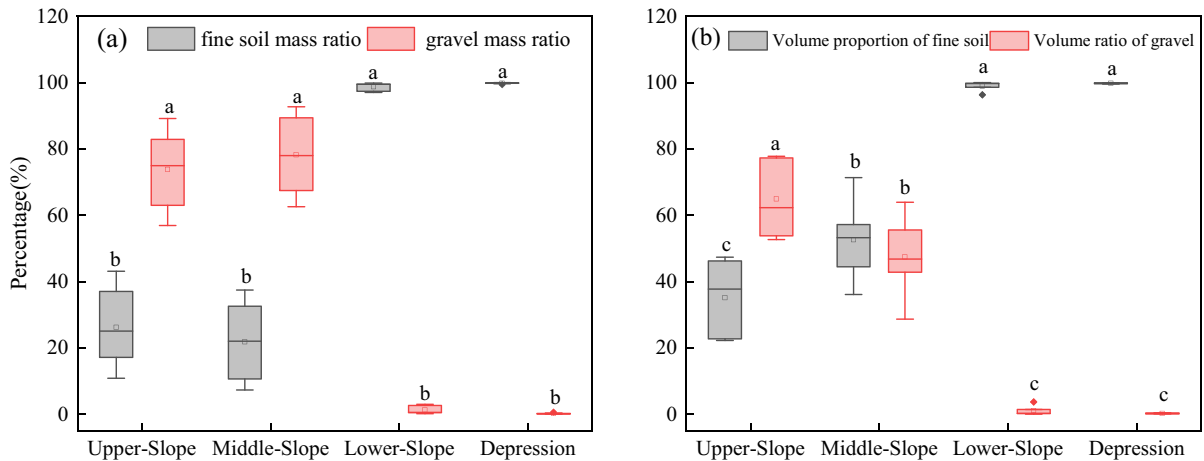 120
100
80
60
40
20
0
Percentage(%)
(a)
fine soil mass ratio
gravel mass ratio
b
a
b
a
a
b
a
b
Upper-Slope
Middle-Slope
Lower-Slope
Depression
120
100
80
60
40
20
0
(b)
Volume proportion of fine soil
Volume ratio of gravel
c
a
b
b
a
c
a
c
Upper-Slope
Middle-Slope
Lower-Slope
Depression